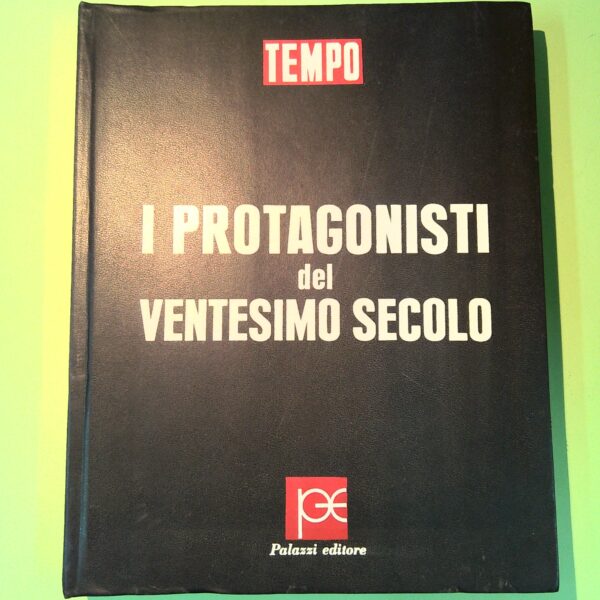 TEMPO
I PROTAGONISTI
del
VENTESIMO SECOLO
PE
Palazzi editore